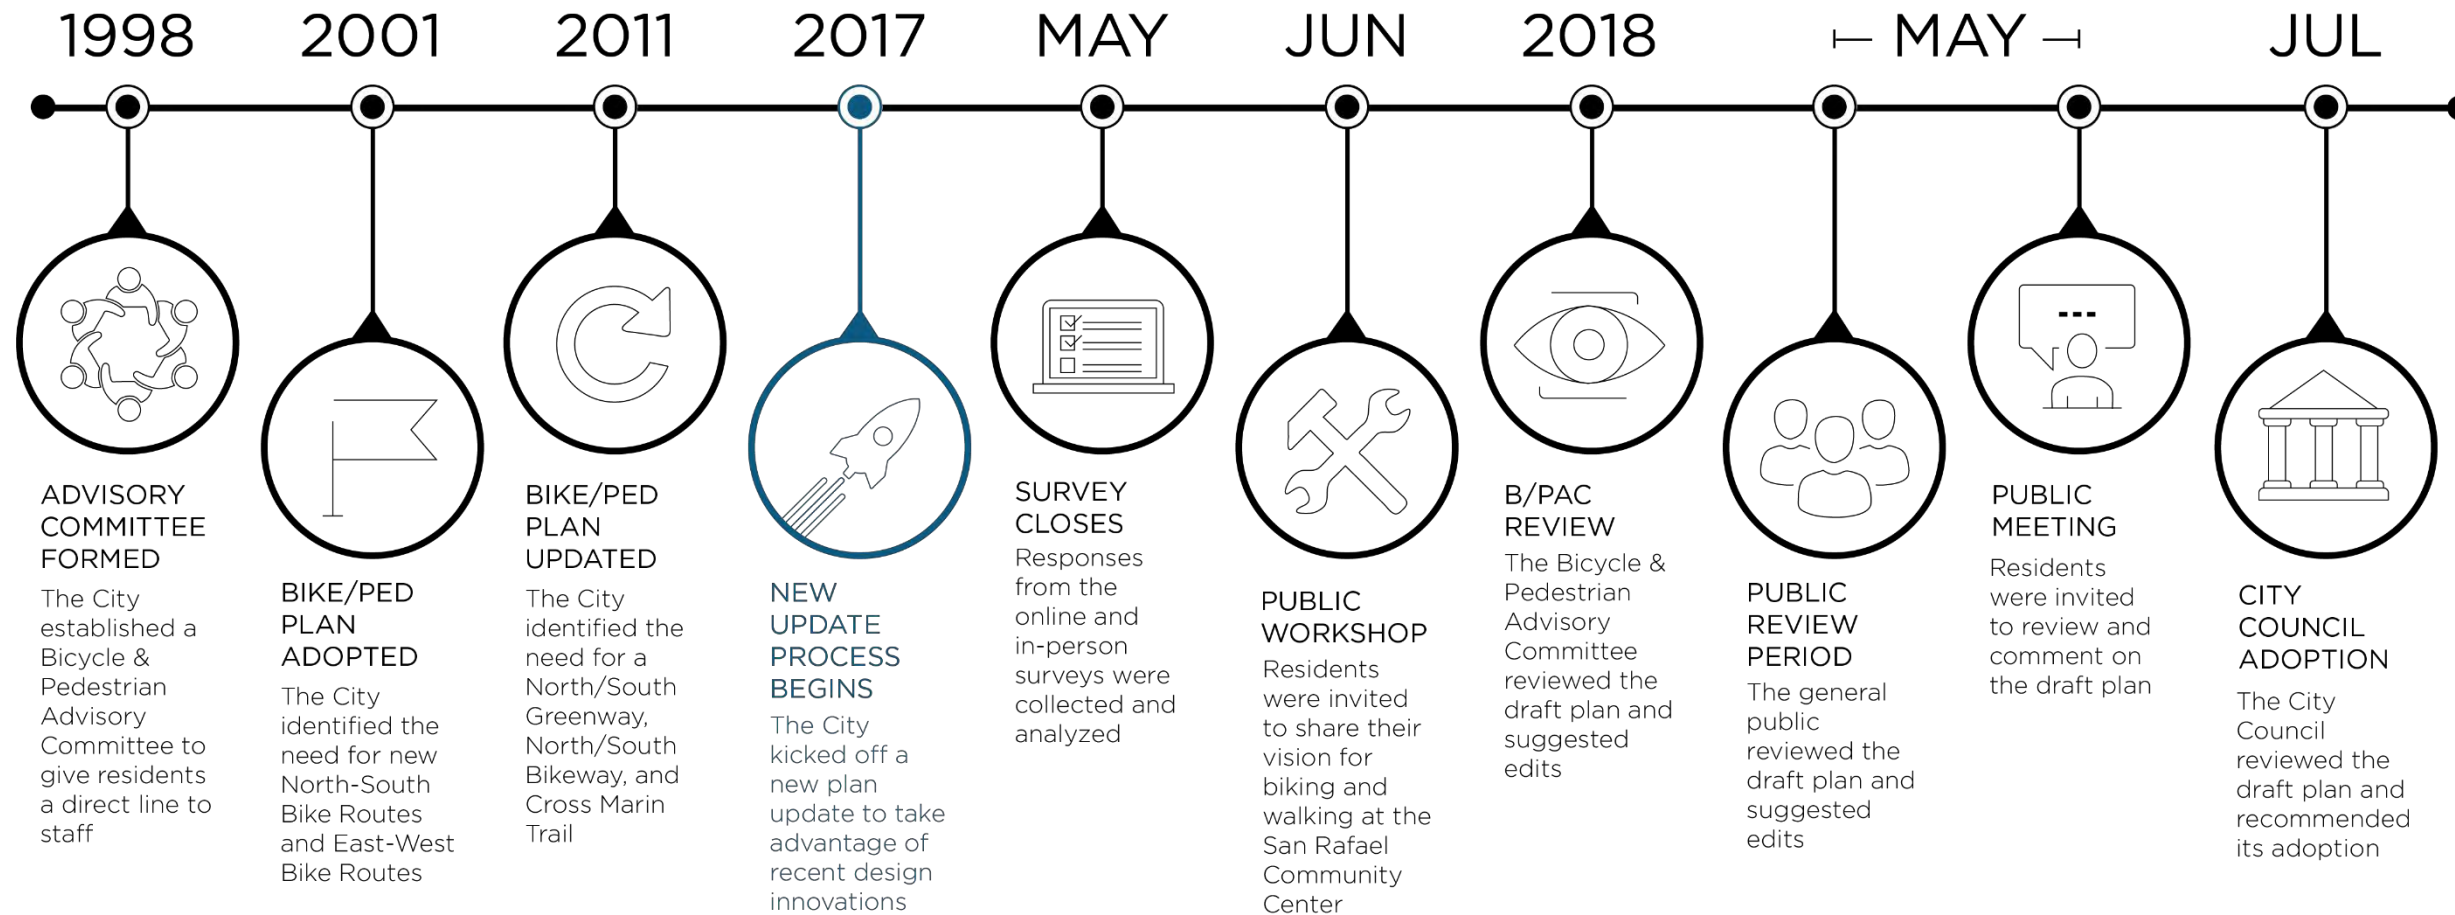 1998
2001
2011
2017
MAY
JUN
2018
MAY
JUL
ADVISORY
COMMITTEE
FORMED
The City
established a
Bicycle &
Pedestrian
Advisory
Committee to
give residents
a direct line to
staff
BIKE/PED
PLAN
ADOPTED
The City
identified the
need for new
North-South
Bike Routes
and East-West
Bike Routes
BIKE/PED
PLAN
UPDATED
The City
identified the
need for a
North/South
Greenway,
North/South
Bikeway, and
Cross Marin
Trail
NEW
UPDATE
PROCESS
BEGINS
The City
kicked off a
new plan
update to take
advantage of
recent design
innovations
SURVEY
CLOSES
Responses
from the
online and
in-person
surveys were
collected and
analyzed
PUBLIC
WORKSHOP
Residents
were invited
to share their
vision for
biking and
walking at the
San Rafael
Community
Center
B/PAC
REVIEW
The Bicycle &
Pedestrian
Advisory
Committee
reviewed the
draft plan and
suggested
edits
PUBLIC
REVIEW
PERIOD
The general
public
reviewed the
draft plan and
suggested
edits
PUBLIC
MEETING
Residents
were invited
to review and
comment on
the draft plan
CITY
COUNCIL
ADOPTION
The City
Council
reviewed the
draft plan and
recommended
its adoption